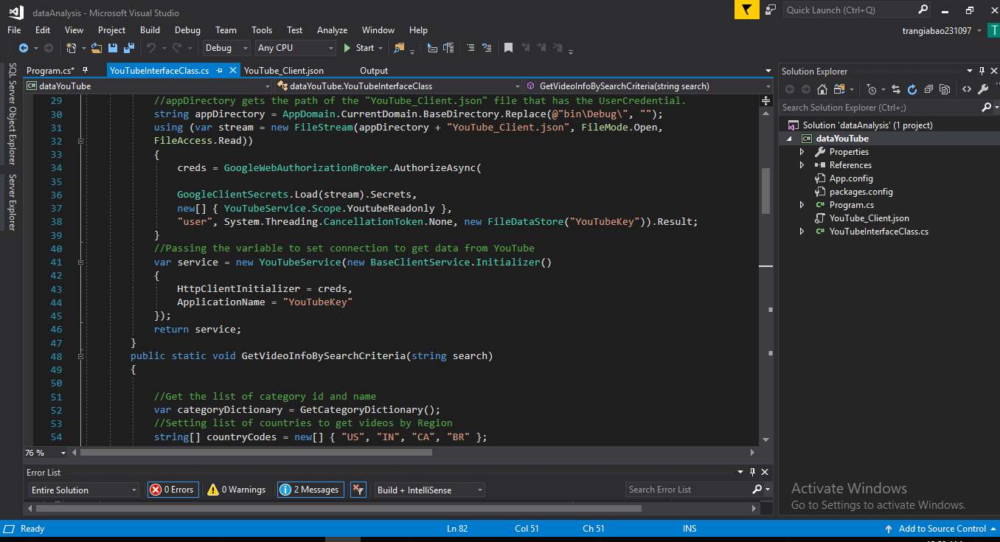 dataAnalysis - Microsoft Visual Studio
Quick Launch (Ctrl+Q)
File Edit View Project Build Debug Team Tools Test Analyze Window Help
trangiabao231097
T
Debug Any CPU Start
Program.cs* YouTubeInterfaceClass.cs YouTube_Client.json Output
dataYouTube dataYouTube.YouTubeInterfaceClass GetVideoInfoBySearchCriteria(string search)
SQL Server Object Explorer
Server Explorer
29 //appDirectory gets the path of the "YouTube_Client.json" file that has the UserCredential.
30 string appDirectory = AppDomain.CurrentDomain.BaseDirectory.Replace(@"bin\Debug\", "");
31 using (var stream = new FileStream(appDirectory + "YouTube_Client.json", FileMode.Open,
32 FileAccess.Read))
33 {
34 creds = GoogleWebAuthorizationBroker.AuthorizeAsync(
35
36 GoogleClientSecrets.Load(stream).Secrets,
37 new[] { YouTubeService.Scope.YoutubeReadonly },
38 "user", System.Threading.CancellationToken.None, new FileDataStore("YouTubeKey")).Result;
39 }
40 //Passing the variable to set connection to get data from YouTube
41 var service = new YouTubeService(new BaseClientService.Initializer()
42 {
43 HttpClientInitializer = creds,
44 ApplicationName = "YouTubeKey"
45 });
46 return service;
47 }
48 public static void GetVideoInfoBySearchCriteria(string search)
49 {
50
51 //Get the list of category id and name
52 var categoryDictionary = GetCategoryDictionary();
53 //Setting list of countries to get videos by Region
54 string[] countryCodes = new[] { "US", "IN", "CA", "BR" };
76 %
Solution Explorer
Search Solution Explorer (Ctrl+;)
Solution 'dataAnalysis' (1 project)
C# dataYouTube
Properties
References
App.config
packages.config
C# Program.cs
YouTube_Client.json
C# YouTubeInterfaceClass.cs
Error List
Entire Solution 0 Errors 0 Warnings 2 Messages Build + IntelliSense Search Error List
Activate Windows
Go to Settings to activate Windows.
Ready Ln 82 Col 51 Ch 51 INS Add to Source Control